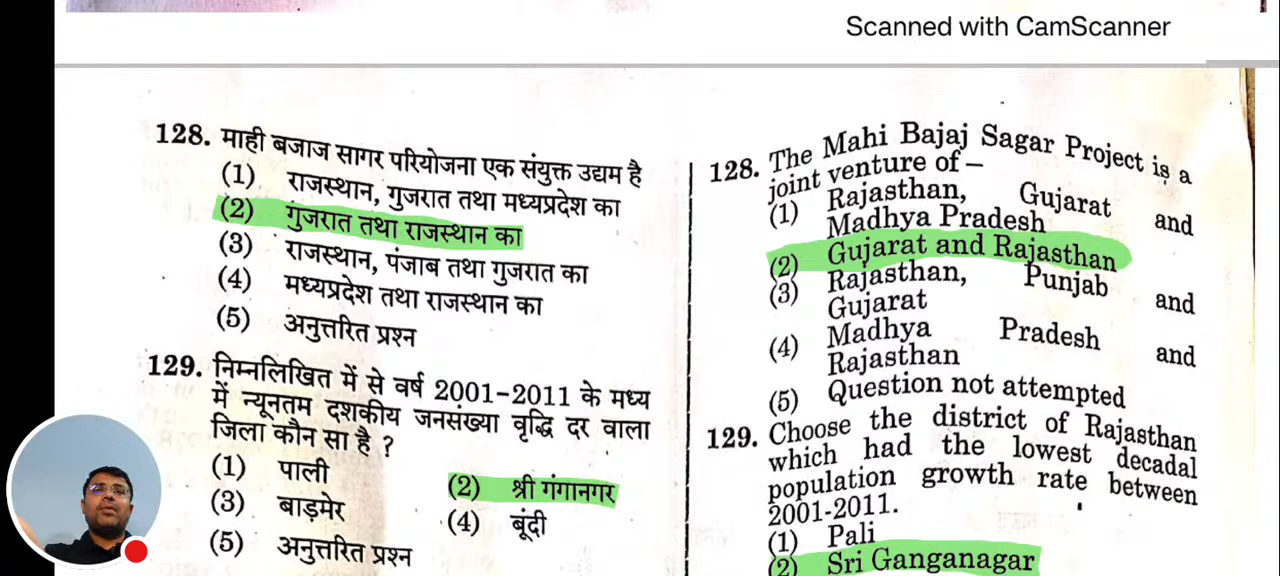 Scanned with CamScanner
128. माही बजाज सागर परियोजना एक संयुक्त उद्यम है
(1) राजस्थान, गुजरात तथा मध्यप्रदेश का
(2) गुजरात तथा राजस्थान का
(3) राजस्थान, पंजाब तथा गुजरात का
(4) मध्यप्रदेश तथा राजस्थान का
(5) अनुत्तरित प्रश्न
129. निम्नलिखित में से वर्ष 2001-2011 के मध्य
में न्यूनतम दशकीय जनसंख्या वृद्धि दर वाला
जिला कौन सा है ?
(1) पाली
(2) श्री गंगानगर
(3) बाड़मेर
(4) बूंदी
(5) अनुत्तरित प्रश्न
128. The Mahi Bajaj Sagar Project is a
joint venture of –
(1) Rajasthan, Gujarat and
Madhya Pradesh
(2) Gujarat and Rajasthan
(3) Rajasthan, Punjab and
Gujarat
(4) Madhya Pradesh and
Rajasthan
(5) Question not attempted
129. Choose the district of Rajasthan
which had the lowest decadal
population growth rate between
2001-2011.
(1) Pali
(2) Sri Ganganagar